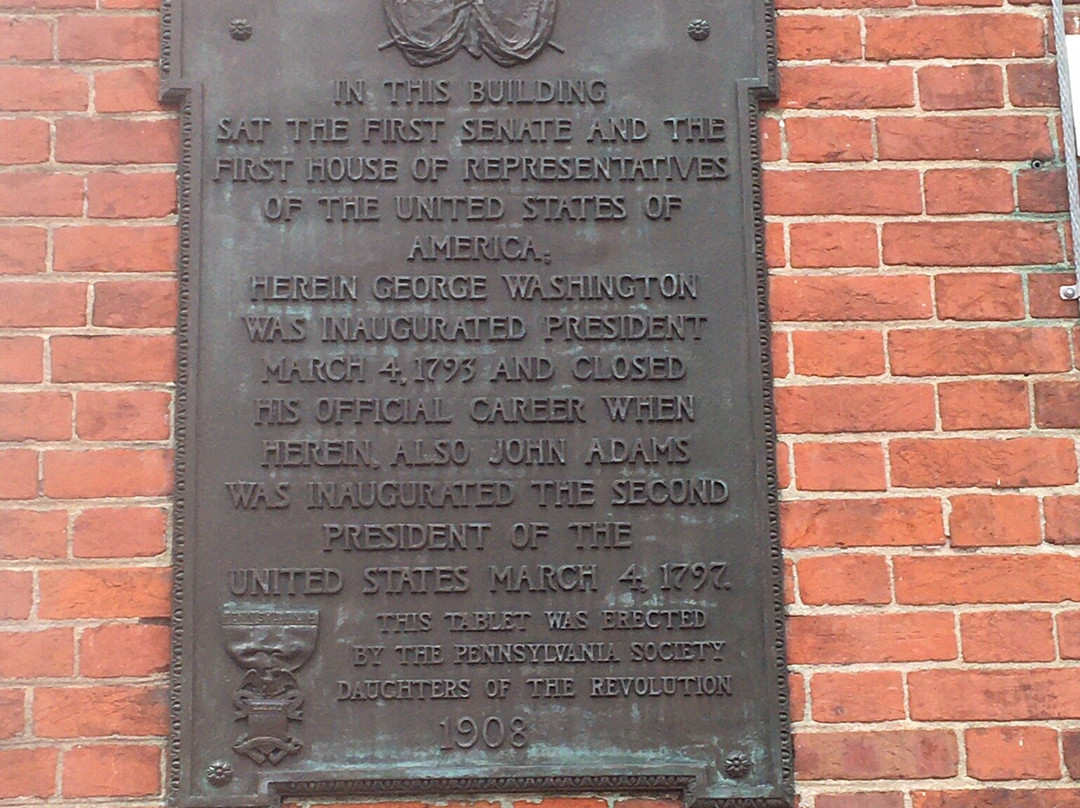 IN THIS BUILDING
SAT THE FIRST SENATE AND THE
FIRST HOUSE OF REPRESENTATIVES
OF THE UNITED STATES OF
AMERICA;
HEREIN GEORGE WASHINGTON
WAS INAUGURATED PRESIDENT
MARCH 4, 1793 AND CLOSED
HIS OFFICIAL CAREER WHEN
HEREIN, ALSO JOHN ADAMS
WAS INAUGURATED THE SECOND
PRESIDENT OF THE
UNITED STATES MARCH 4, 1797.
THIS TABLET WAS ERECTED
BY THE PENNSYLVANIA SOCIETY
DAUGHTERS OF THE REVOLUTION
1908